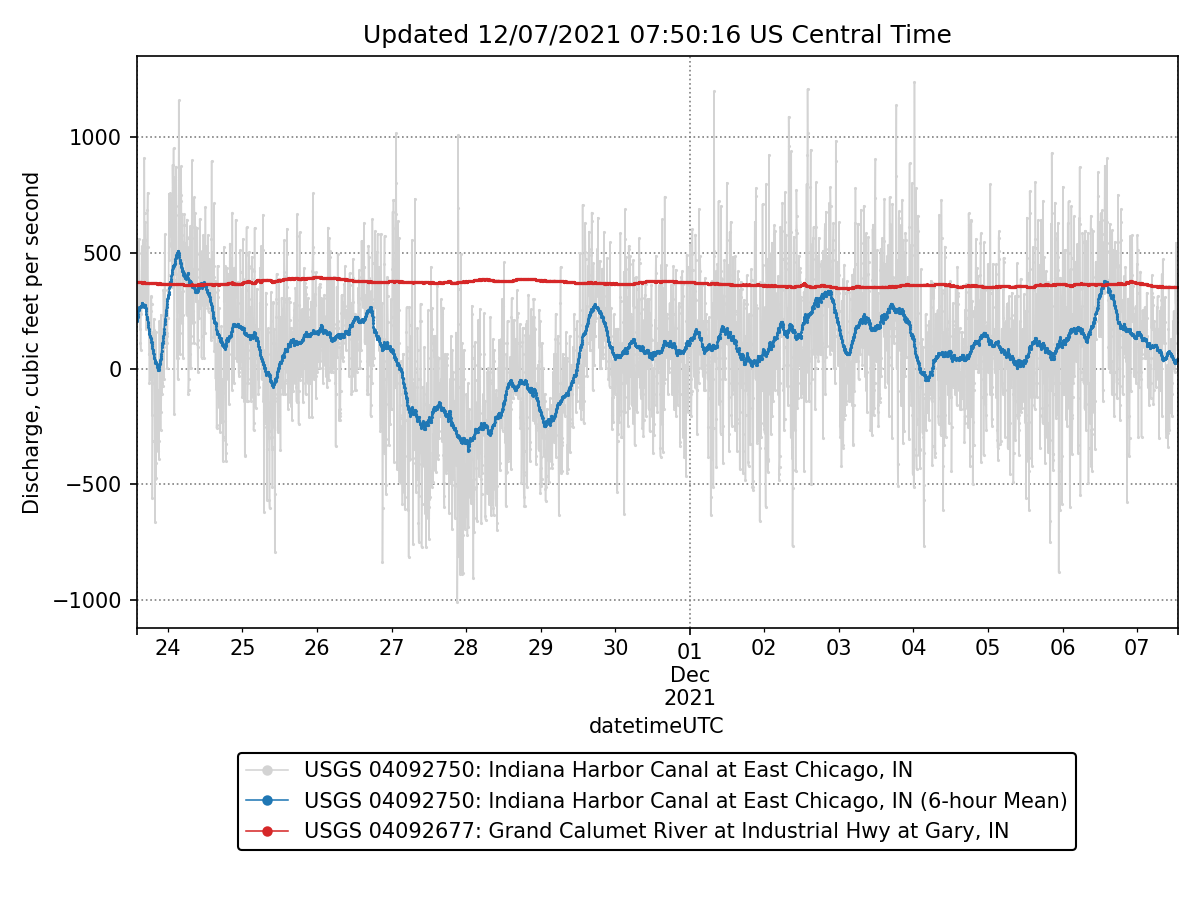 Updated 12/07/2021 07:50:16 US Central Time
Discharge, cubic feet per second
1000
500
0
−500
−1000
24 25 26 27 28 29 30 01 02 03 04 05 06 07
Dec
2021
datetimeUTC
USGS 04092750: Indiana Harbor Canal at East Chicago, IN
USGS 04092750: Indiana Harbor Canal at East Chicago, IN (6-hour Mean)
USGS 04092677: Grand Calumet River at Industrial Hwy at Gary, IN